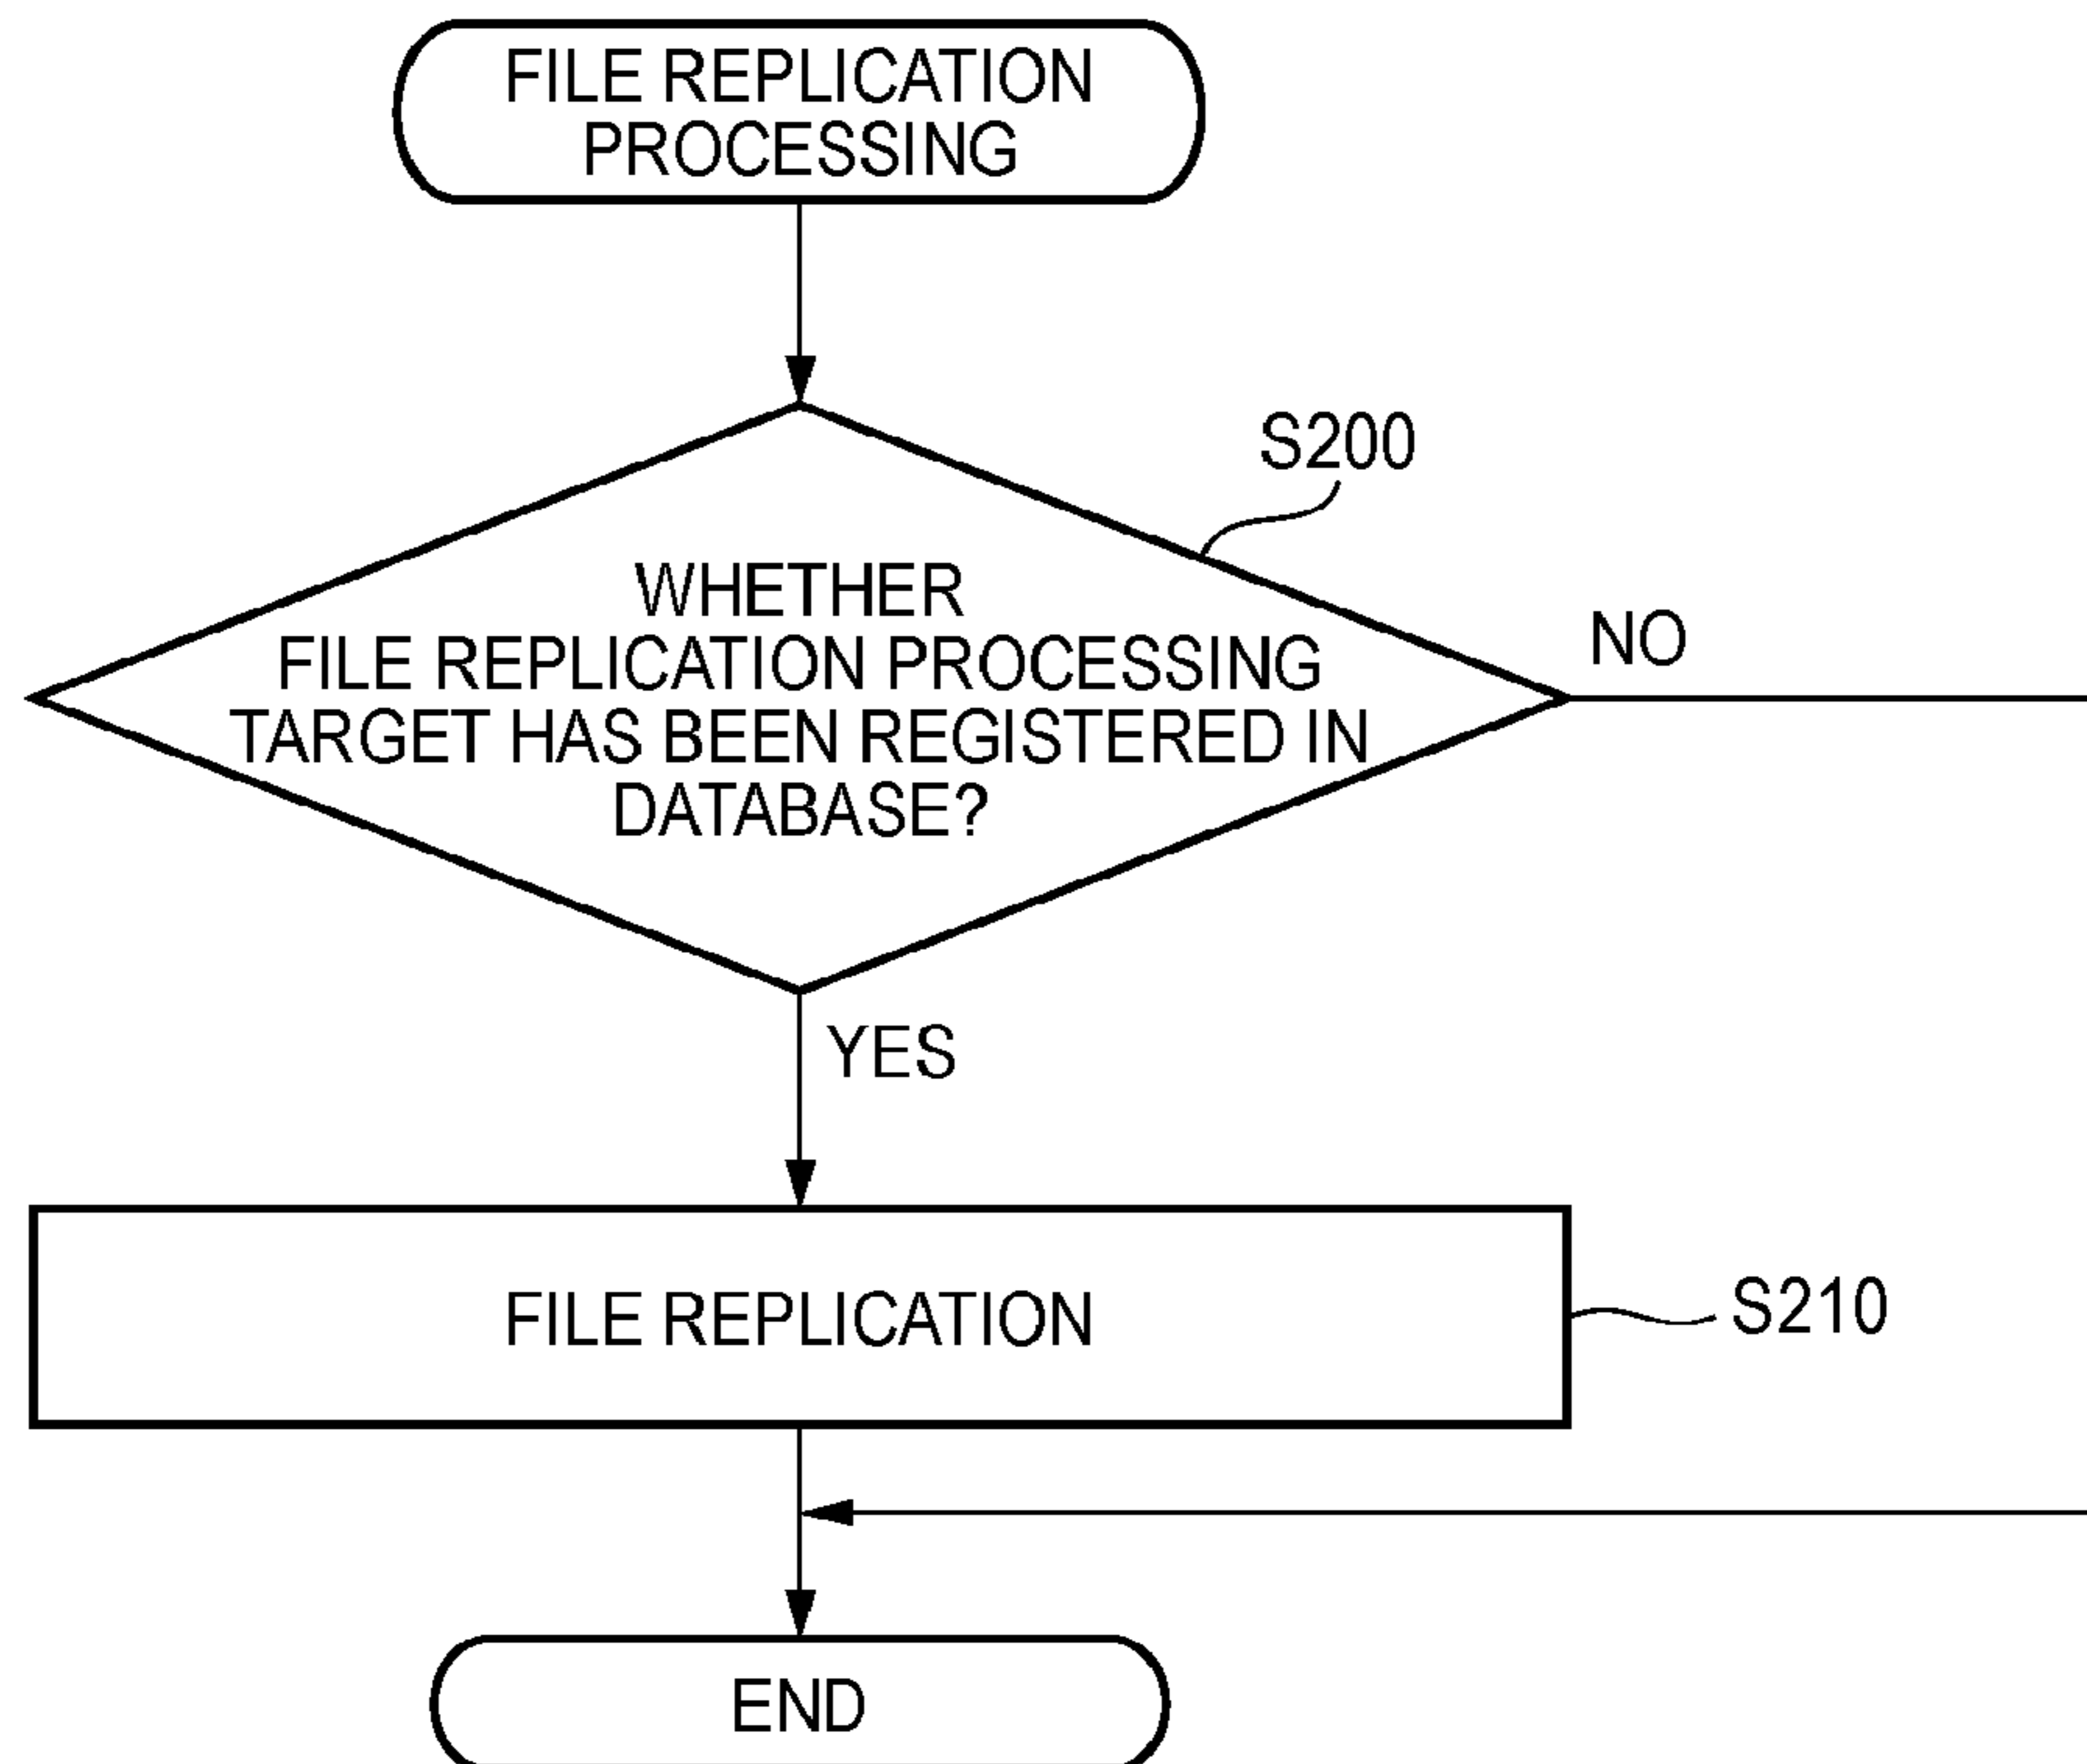 FILE REPLICATION
PROCESSING
S200
WHETHER
FILE REPLICATION PROCESSING
TARGET HAS BEEN REGISTERED IN
DATABASE?
NO
YES
FILE REPLICATION
S210
END